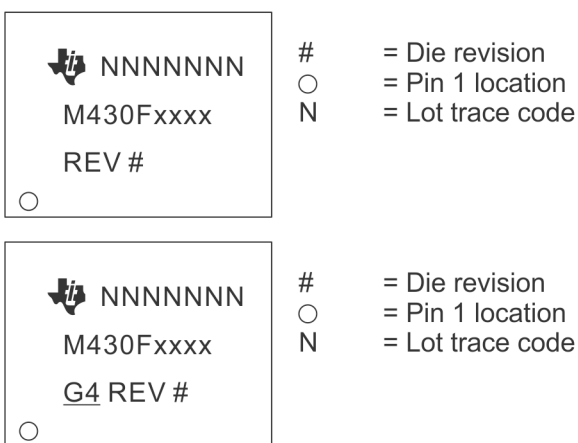 NNNNNNN
M430Fxxxx
REV #
# = Die revision
○ = Pin 1 location
N = Lot trace code
NNNNNNN
M430Fxxxx
G4 REV #
# = Die revision
○ = Pin 1 location
N = Lot trace code